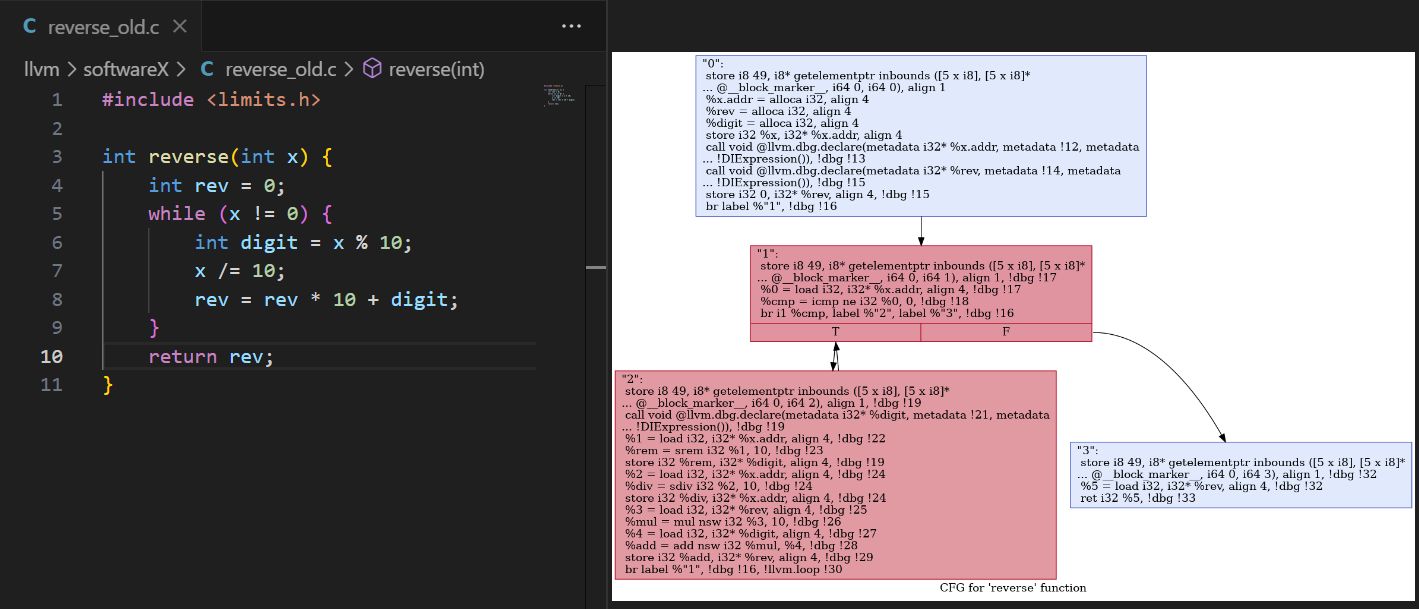 C reverse_old.c ×
...
llvm > softwareX > C reverse_old.c > reverse(int)
1 #include <limits.h>
2
3 int reverse(int x) {
4 int rev = 0;
5 while (x != 0) {
6 int digit = x % 10;
7 x /= 10;
8 rev = rev * 10 + digit;
9 }
10 return rev;
11 }
"0":
store i8 49, i8* getelementptr inbounds ([5 x i8], [5 x i8]*
... @__block_marker__, i64 0, i64 0), align 1
%x.addr = alloca i32, align 4
%rev = alloca i32, align 4
%digit = alloca i32, align 4
store i32 %x, i32* %x.addr, align 4
call void @llvm.dbg.declare(metadata i32* %x.addr, metadata !12, metadata
... !DIExpression()), !dbg !13
call void @llvm.dbg.declare(metadata i32* %rev, metadata !14, metadata
... !DIExpression()), !dbg !15
store i32 0, i32* %rev, align 4, !dbg !15
br label %"1", !dbg !16
"1":
store i8 49, i8* getelementptr inbounds ([5 x i8], [5 x i8]*
... @__block_marker__, i64 0, i64 1), align 1, !dbg !17
%0 = load i32, i32* %x.addr, align 4, !dbg !17
%cmp = icmp ne i32 %0, 0, !dbg !18
br i1 %cmp, label %"2", label %"3", !dbg !16
T F
"2":
store i8 49, i8* getelementptr inbounds ([5 x i8], [5 x i8]*
... @__block_marker__, i64 0, i64 2), align 1, !dbg !19
call void @llvm.dbg.declare(metadata i32* %digit, metadata !21, metadata
... !DIExpression()), !dbg !19
%1 = load i32, i32* %x.addr, align 4, !dbg !22
%rem = srem i32 %1, 10, !dbg !23
store i32 %rem, i32* %digit, align 4, !dbg !19
%2 = load i32, i32* %x.addr, align 4, !dbg !24
%div = sdiv i32 %2, 10, !dbg !24
store i32 %div, i32* %x.addr, align 4, !dbg !24
%3 = load i32, i32* %rev, align 4, !dbg !25
%mul = mul nsw i32 %3, 10, !dbg !26
%4 = load i32, i32* %digit, align 4, !dbg !27
%add = add nsw i32 %mul, %4, !dbg !28
store i32 %add, i32* %rev, align 4, !dbg !29
br label %"1", !dbg !16, !llvm.loop !30
"3":
store i8 49, i8* getelementptr inbounds ([5 x i8], [5 x i8]*
... @__block_marker__, i64 0, i64 3), align 1, !dbg !32
%5 = load i32, i32* %rev, align 4, !dbg !32
ret i32 %5, !dbg !33
CFG for 'reverse' function